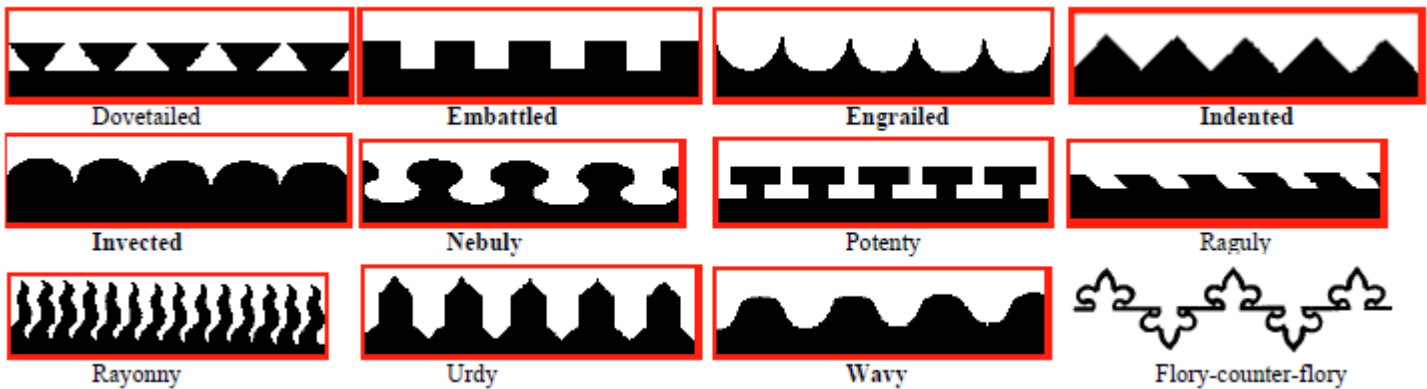 Dovetailed Embattled Engrailed Indented
Invected Nebuly Potenty Raguly
Rayonny Urdy Wavy Flory-counter-flory